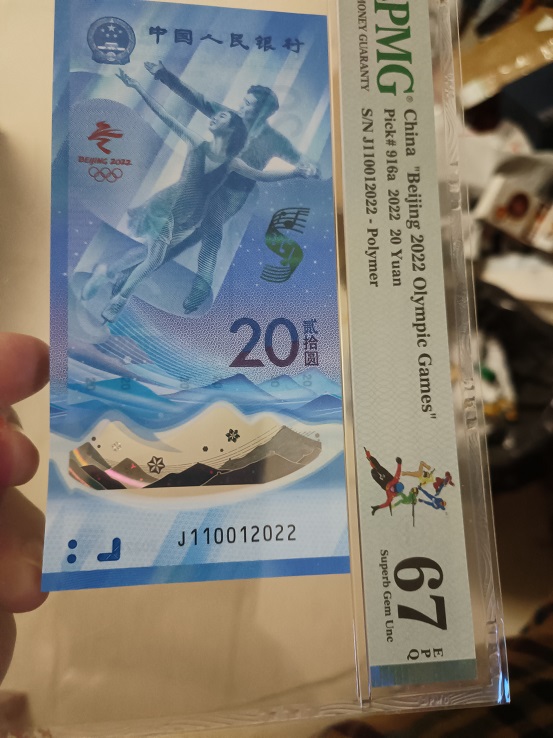 中国人民银行
BEIJING 2022
20
贰拾圆
J110012022
PMG®
MONEY GUARANTY
China "Beijing 2022 Olympic Games"
Pick# 916a 2022 20 Yuan
S/N J110012022 - Polymer
67 EPQ
Superb Gem Unc